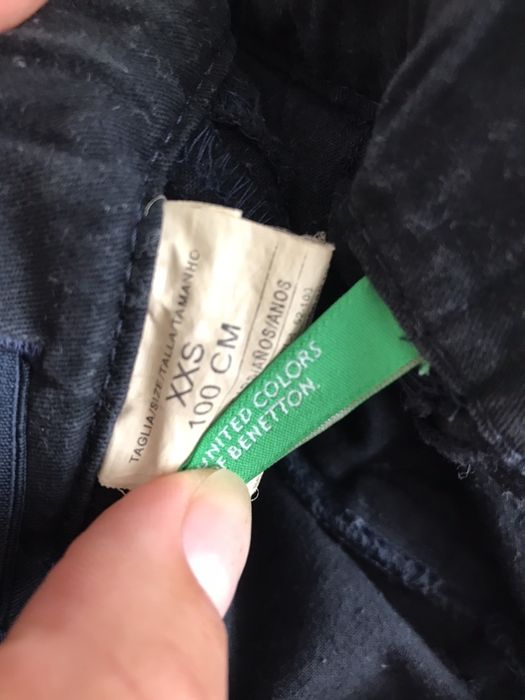 TAGLIA/SIZE/TALLA/TAMANHO
XXS
100 CM
AÑOS/ANOS
UNITED COLORS
OF BENETTON.